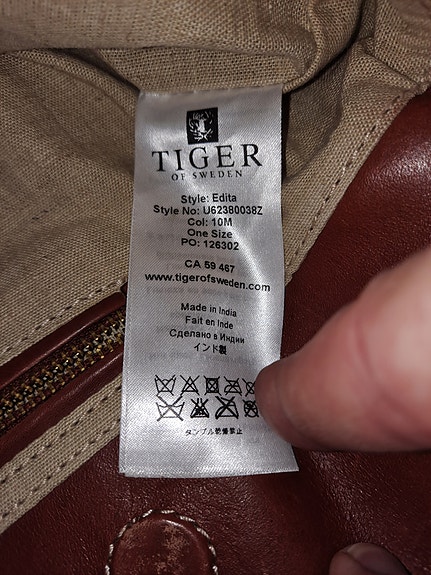 TIGER
OF SWEDEN
Style: Edita
Style No: U62380038Z
Col: 10M
One Size
PO: 126302
CA 59 467
www.tigerofsweden.com
Made in India
Fait en Inde
Сделано в Индии
インド製
タンブル乾燥禁止